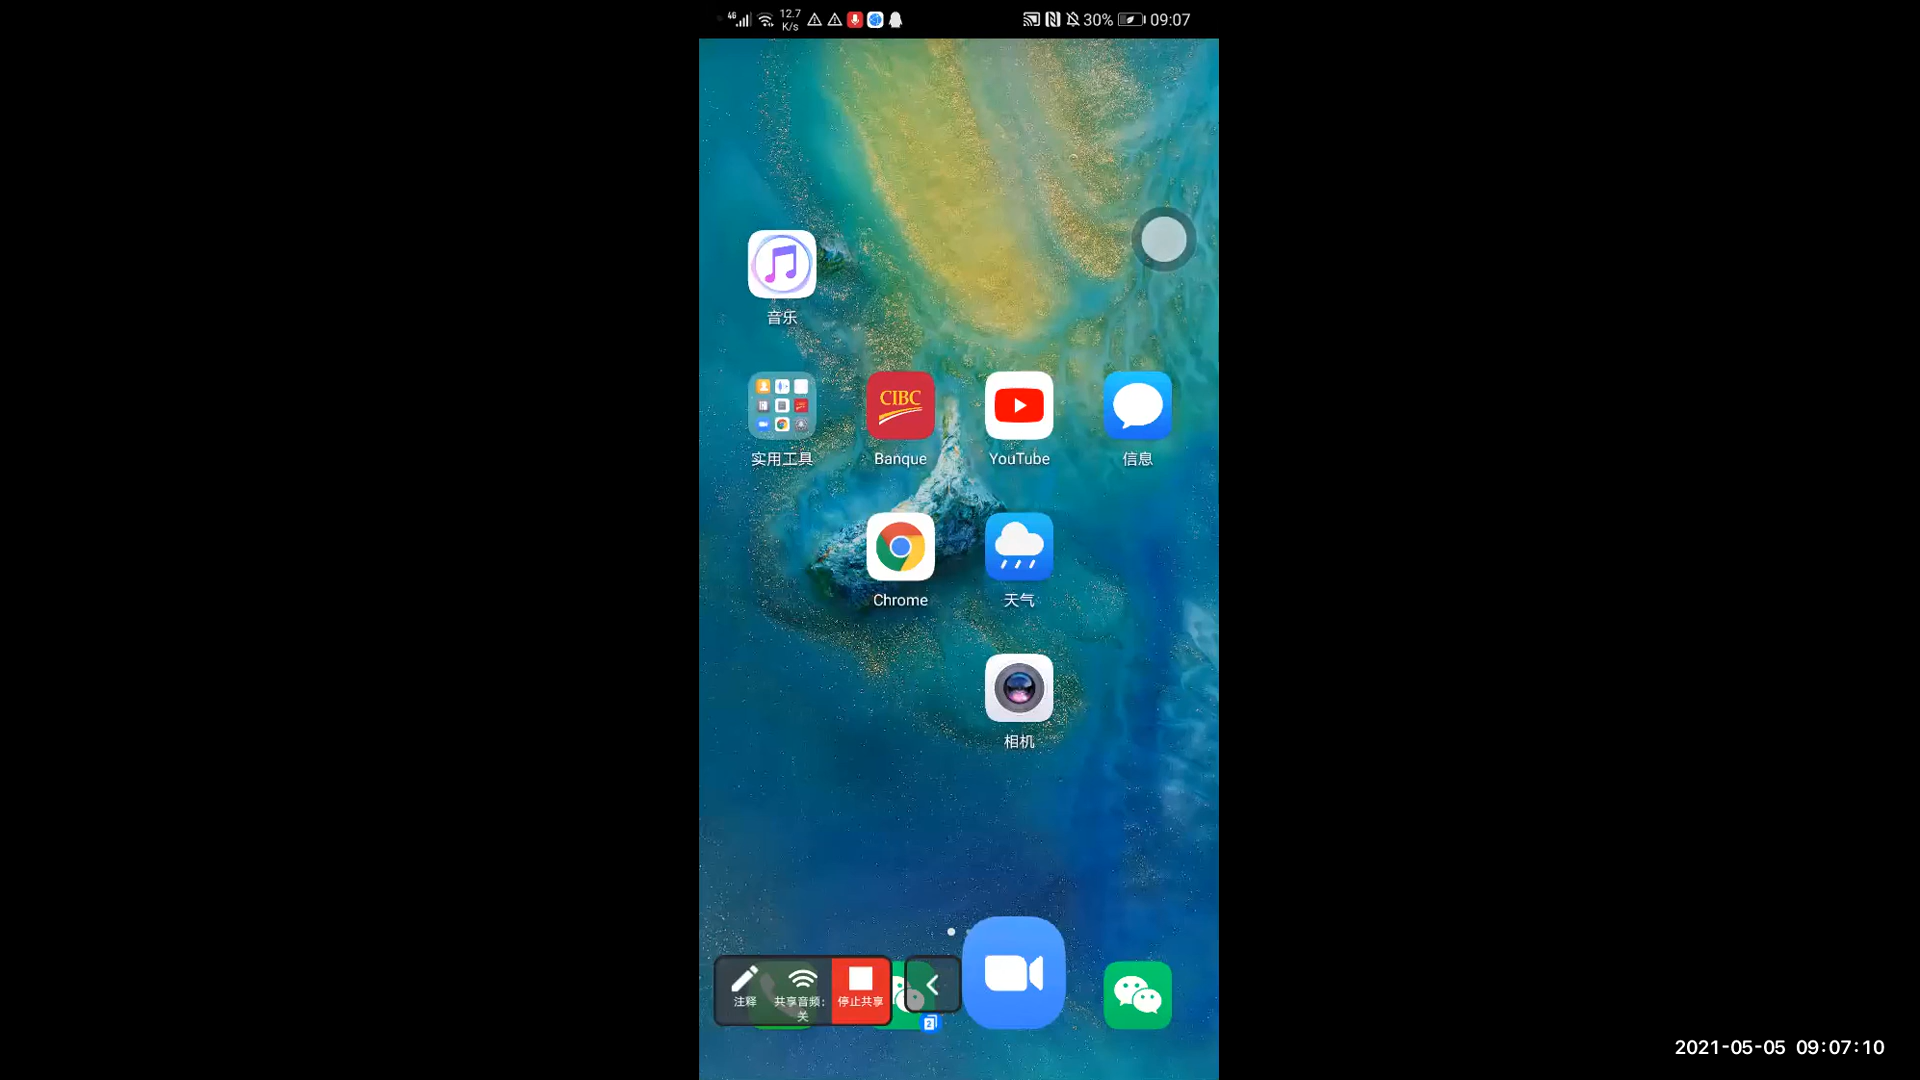 4G
12.7
K/s
30%
09:07
音乐
CIBC
实用工具
Banque
YouTube
信息
Chrome
天气
相机
注释
共享音频:
关
停止共享
2
2021-05-05 09:07:10